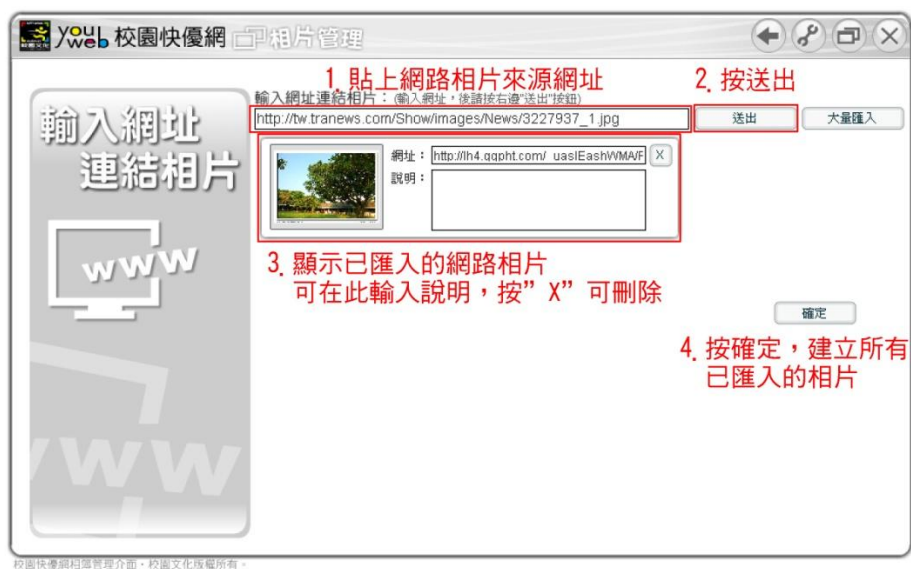 YOU Web 校園快優網 相片管理
1. 貼上網路相片來源網址
2. 按送出
輸入網址連結相片：(輸入網址，後請按右邊"送出"按鈕)
http://tw.tranews.com/Show/images/News/3227937_1.jpg
送出
大量匯入
輸入網址
連結相片
網址：
http://lh4.ggpht.com/_uasIEashWMA/F
X
說明：
www
3. 顯示已匯入的網路相片
可在此輸入說明，按”X”可刪除
確定
4. 按確定，建立所有
已匯入的相片
www
校園快優網相簿管理介面，校園文化版權所有。